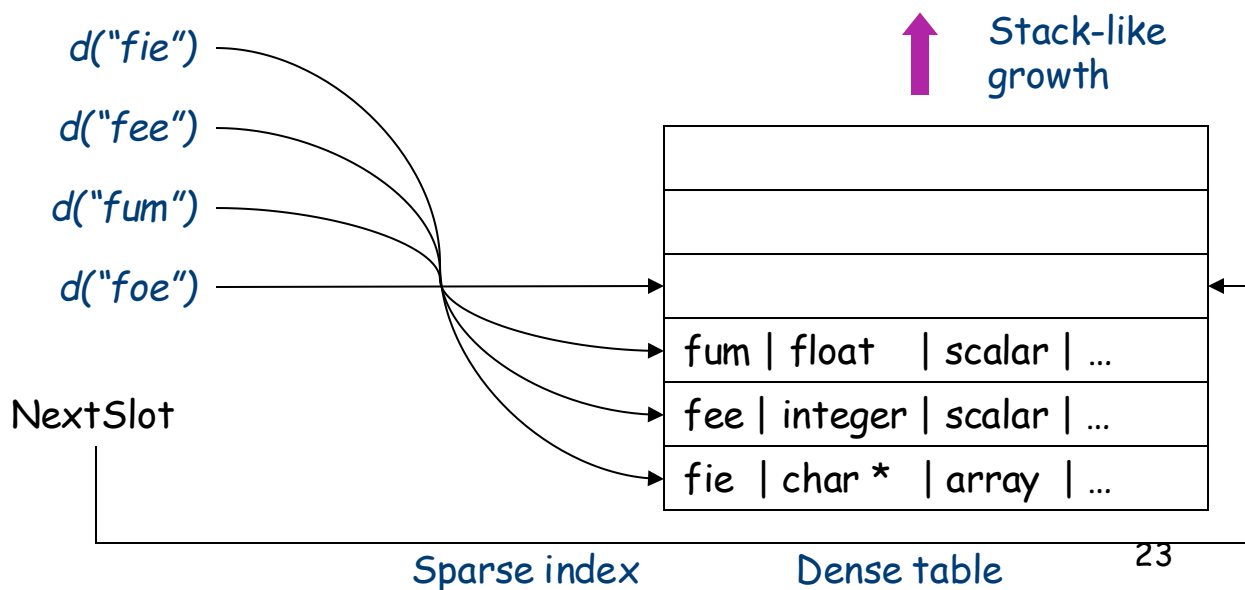 d(“fie”)
d(“fee”)
d(“fum”)
d(“foe”)
NextSlot
Stack-like
growth
fum | float | scalar | ...
fee | integer | scalar | ...
fie | char * | array | ...
Sparse index
Dense table
23